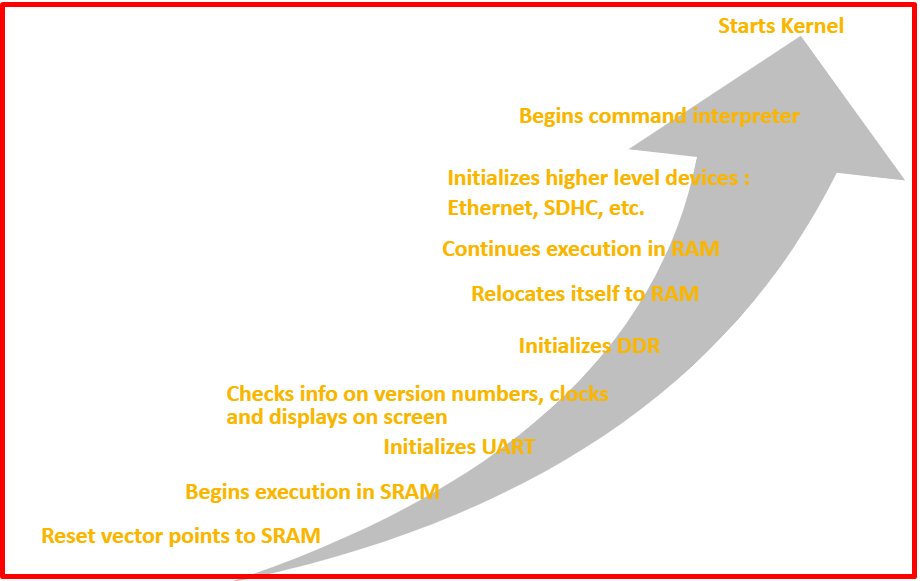 Starts Kernel
Begins command interpreter
Initializes higher level devices :
Ethernet, SDHC, etc.
Continues execution in RAM
Relocates itself to RAM
Initializes DDR
Checks info on version numbers, clocks
and displays on screen
Initializes UART
Begins execution in SRAM
Reset vector points to SRAM